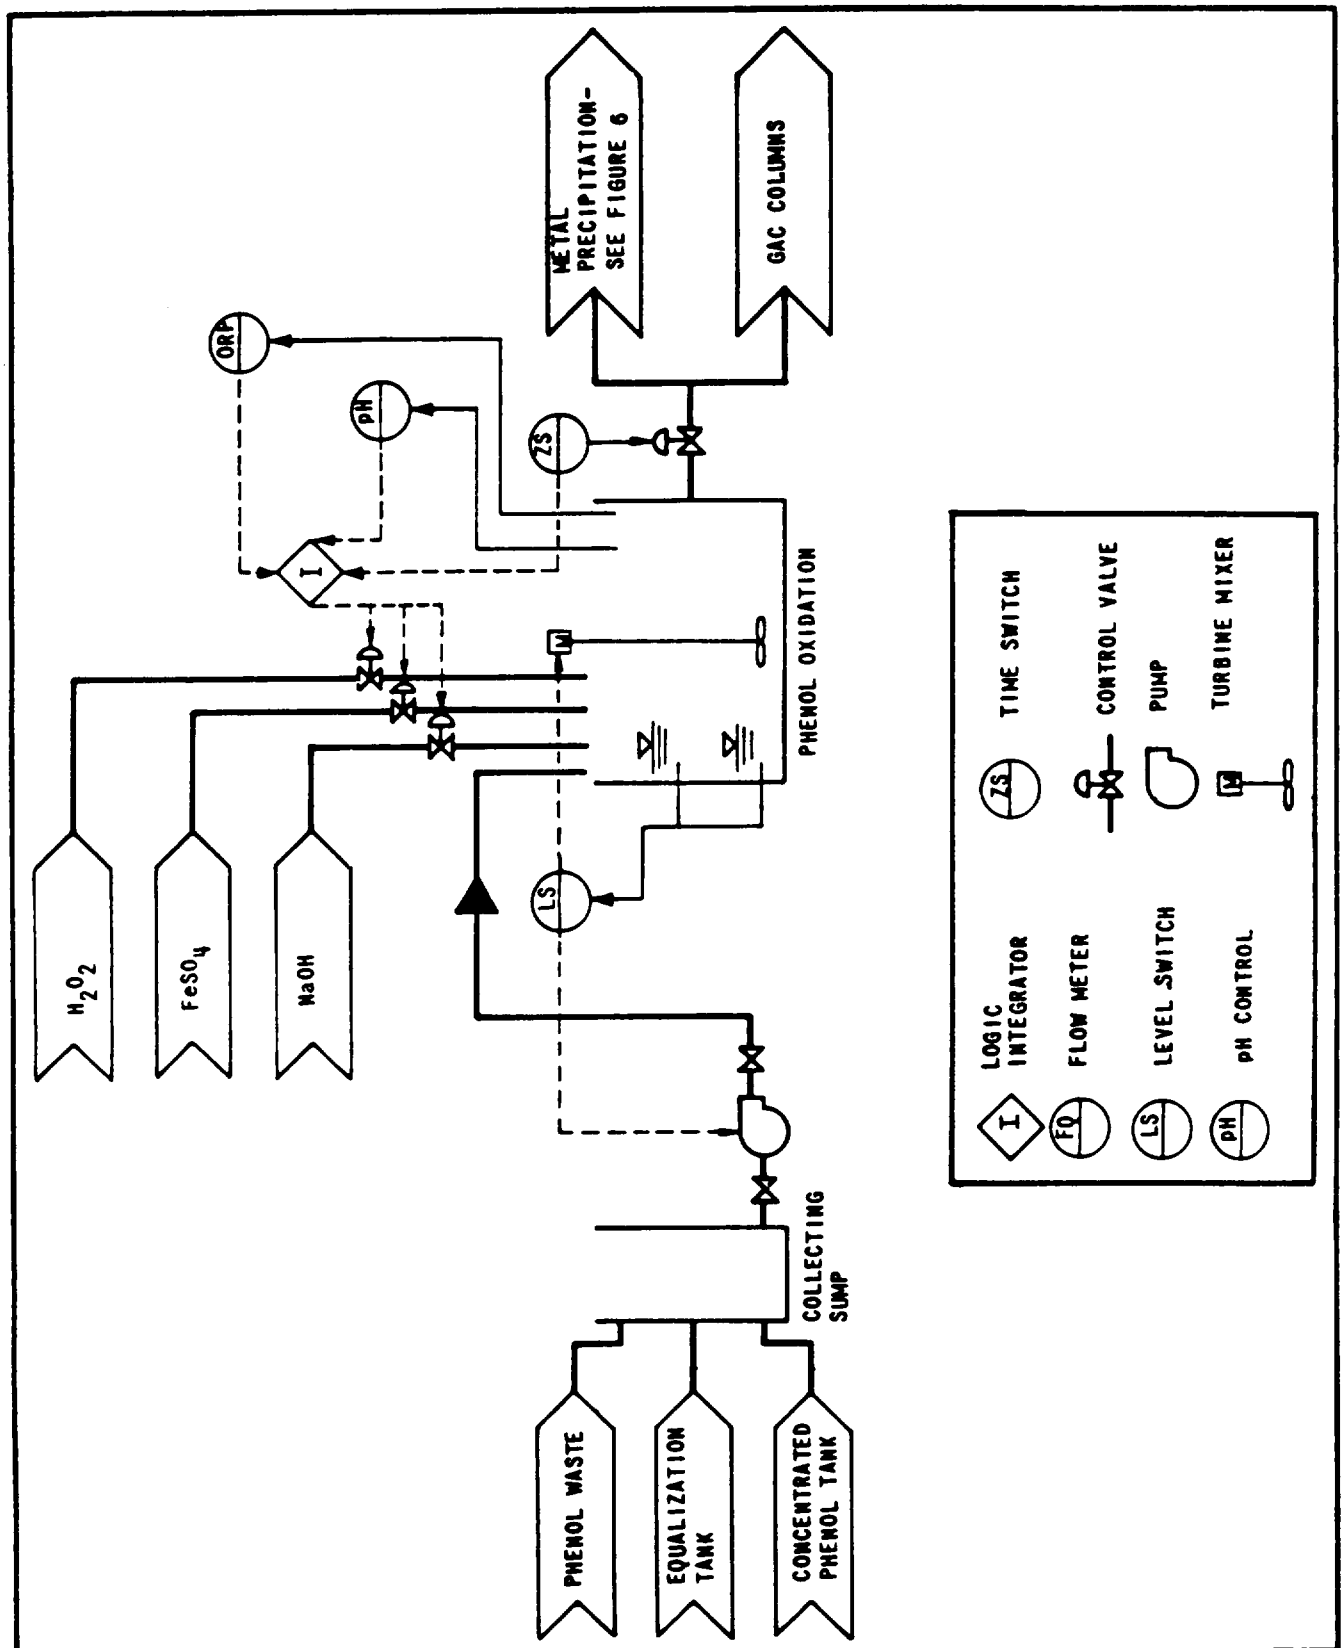 H2O2
FeSO4
NaOH
ORP
pH
I
ZS
M
LS
METAL
PRECIPITATION-
SEE FIGURE 6
GAC COLUMNS
PHENOL OXIDATION
COLLECTING
SUMP
PHENOL WASTE
EQUALIZATION
TANK
CONCENTRATED
PHENOL TANK
I
LOGIC
INTEGRATOR
FQ
FLOW METER
LS
LEVEL SWITCH
pH
pH CONTROL
ZS
TIME SWITCH
CONTROL VALVE
PUMP
M
TURBINE MIXER